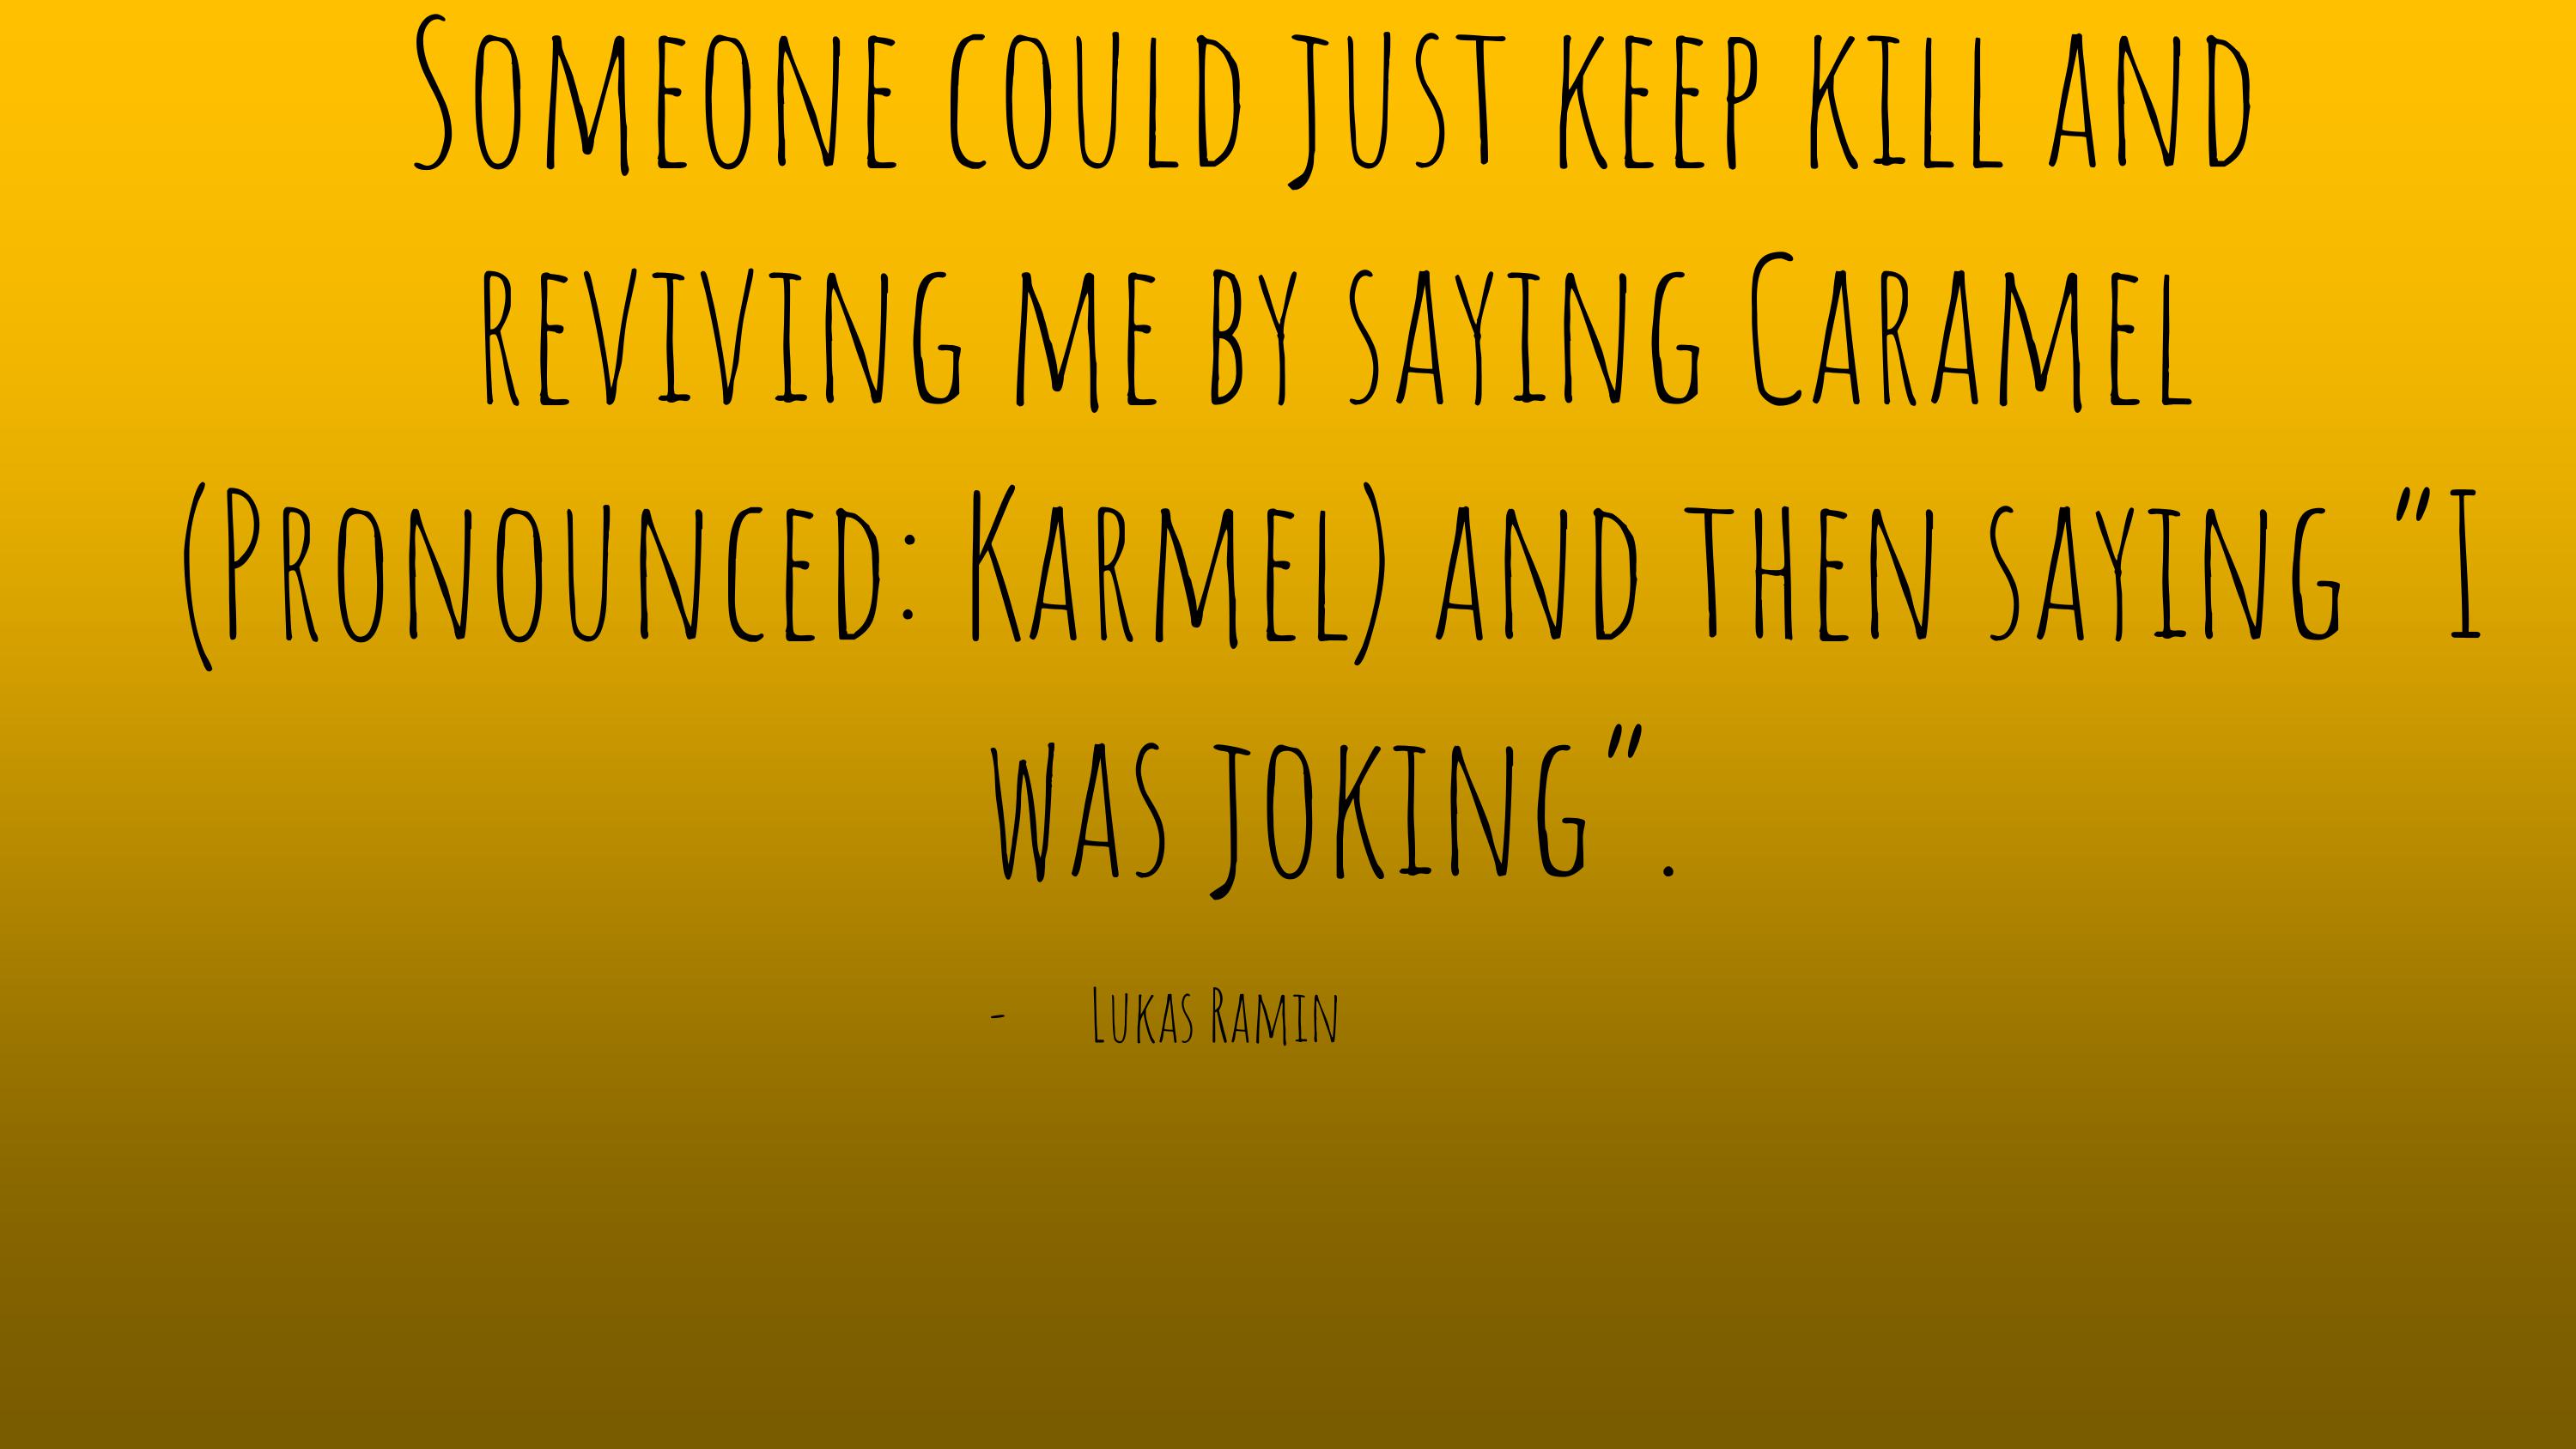 Someone could just keep kill and
reviving me by saying Caramel
(Pronounced: Karmel) and then saying “I
was joking”.
- Lukas Ramin